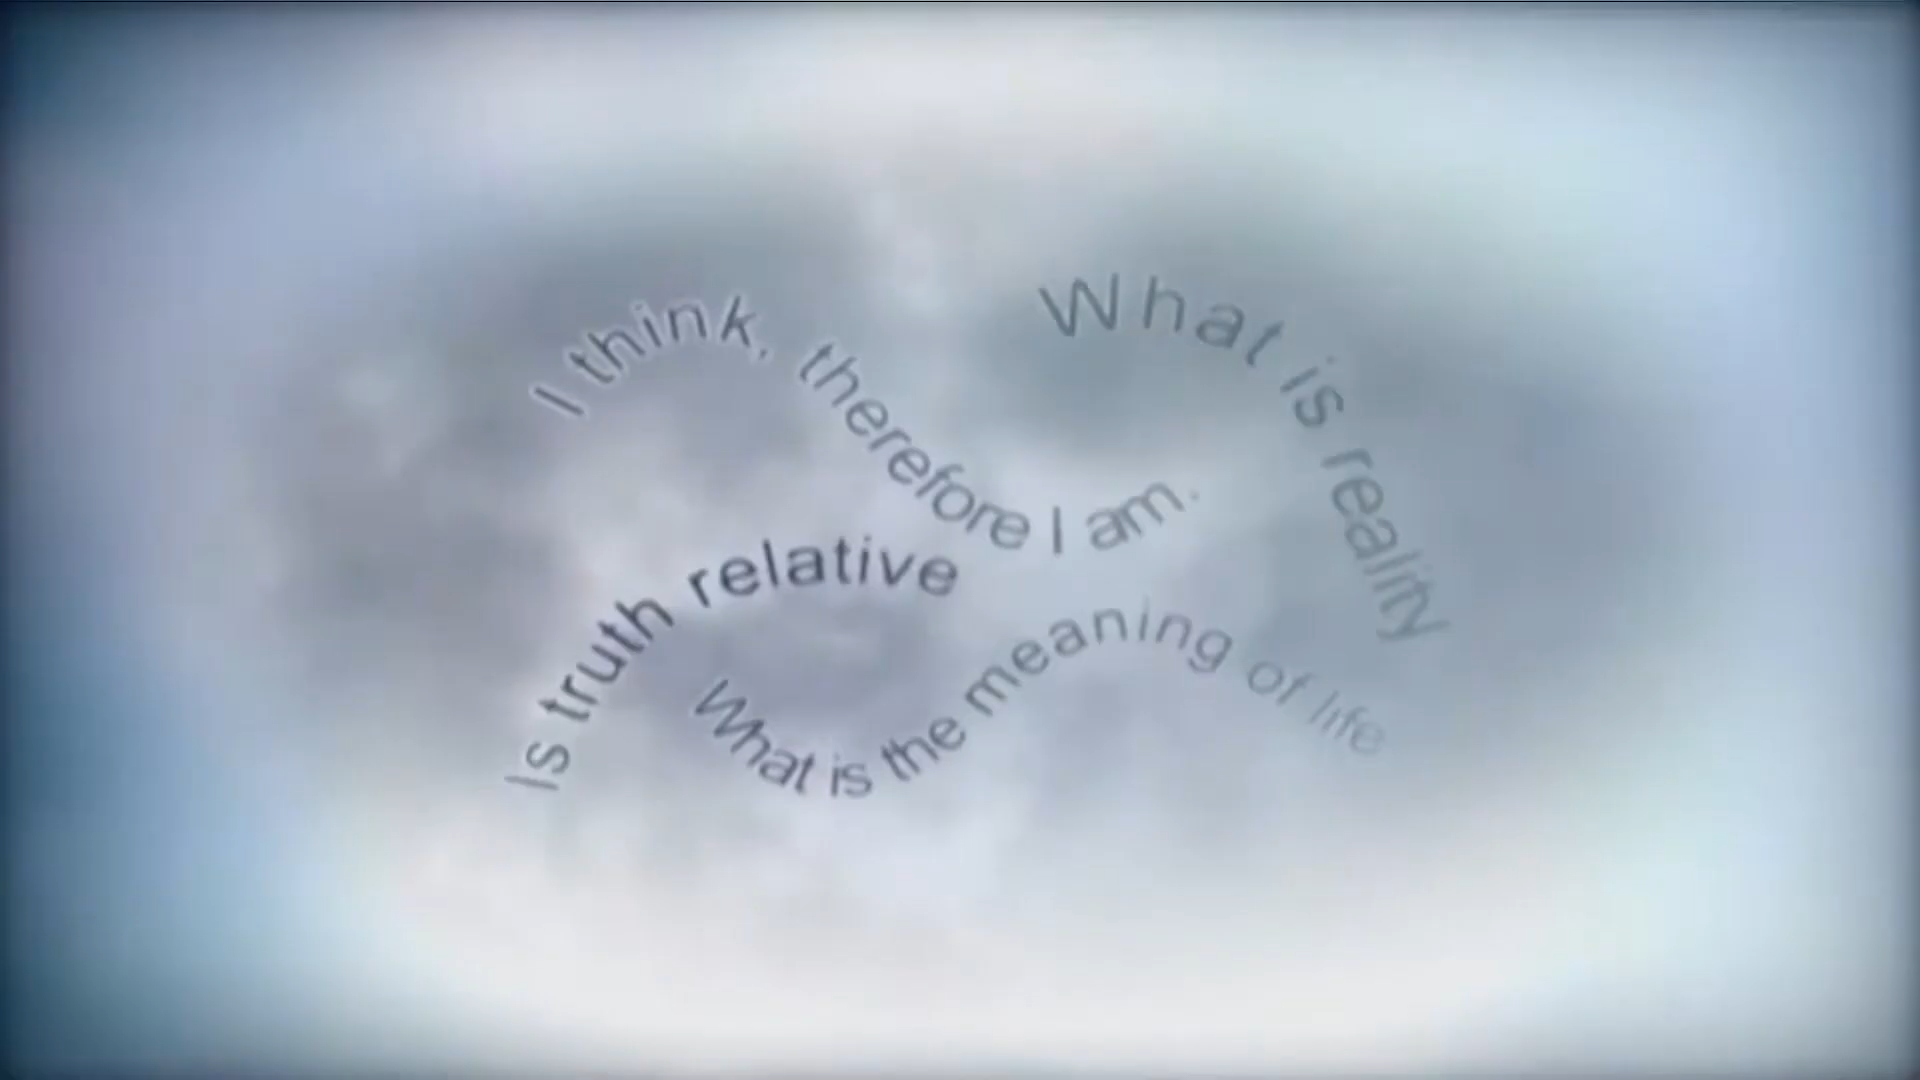 I think, therefore I am.
What is reality
Is truth relative
What is the meaning of life